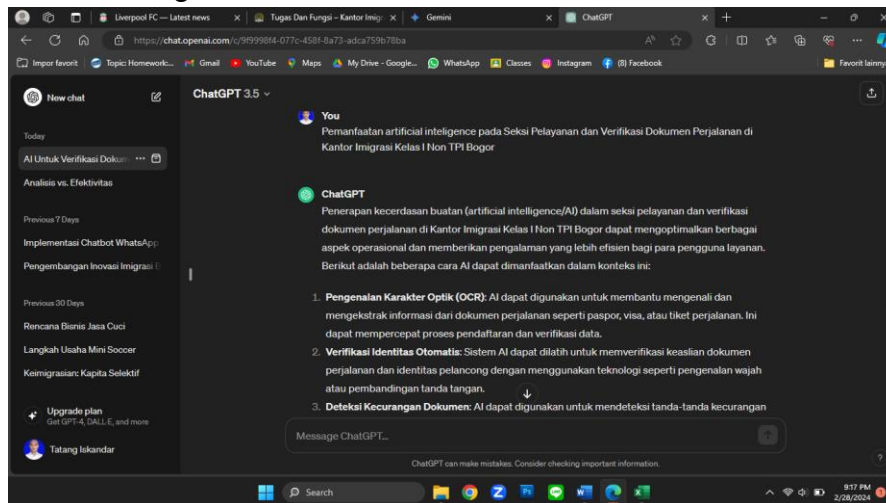 Liverpool FC — Latest news
Tugas Dan Fungsi – Kantor Imigr
Gemini
ChatGPT
https://chat.openai.com/c/9f9998f4-077c-458f-8a73-adca759b78ba
Impor favorit
Topic: Homework:...
Gmail
YouTube
Maps
My Drive - Google...
WhatsApp
Classes
Instagram
(8) Facebook
Favorit lainny
New chat
ChatGPT 3.5
Today
AI Untuk Verifikasi Dokum
Analisis vs. Efektivitas
Previous 7 Days
Implementasi Chatbot WhatsApp
Pengembangan Inovasi Imigrasi
Previous 30 Days
Rencana Bisnis Jasa Cuci
Langkah Usaha Mini Soccer
Keimigrasian: Kapita Selektif
Upgrade plan
Get GPT-4, DALL·E, and more
Tatang Iskandar
You
Pemanfaatan artificial inteligence pada Seksi Pelayanan dan Verifikasi Dokumen Perjalanan di
Kantor Imigrasi Kelas I Non TPI Bogor
ChatGPT
Penerapan kecerdasan buatan (artificial intelligence/AI) dalam seksi pelayanan dan verifikasi
dokumen perjalanan di Kantor Imigrasi Kelas I Non TPI Bogor dapat mengoptimalkan berbagai
aspek operasional dan memberikan pengalaman yang lebih efisien bagi para pengguna layanan.
Berikut adalah beberapa cara AI dapat dimanfaatkan dalam konteks ini:
1. Pengenalan Karakter Optik (OCR): AI dapat digunakan untuk membantu mengenali dan
mengekstrak informasi dari dokumen perjalanan seperti paspor, visa, atau tiket perjalanan. Ini
dapat mempercepat proses pendaftaran dan verifikasi data.
2. Verifikasi Identitas Otomatis: Sistem AI dapat dilatih untuk memverifikasi keaslian dokumen
perjalanan dan identitas pelancong dengan menggunakan teknologi seperti pengenalan wajah
atau pembandingan tanda tangan.
3. Deteksi Kecurangan Dokumen: AI dapat digunakan untuk mendeteksi tanda-tanda kecurangan
Message ChatGPT...
ChatGPT can make mistakes. Consider checking important information.
Search
9:17 PM
2/28/2024